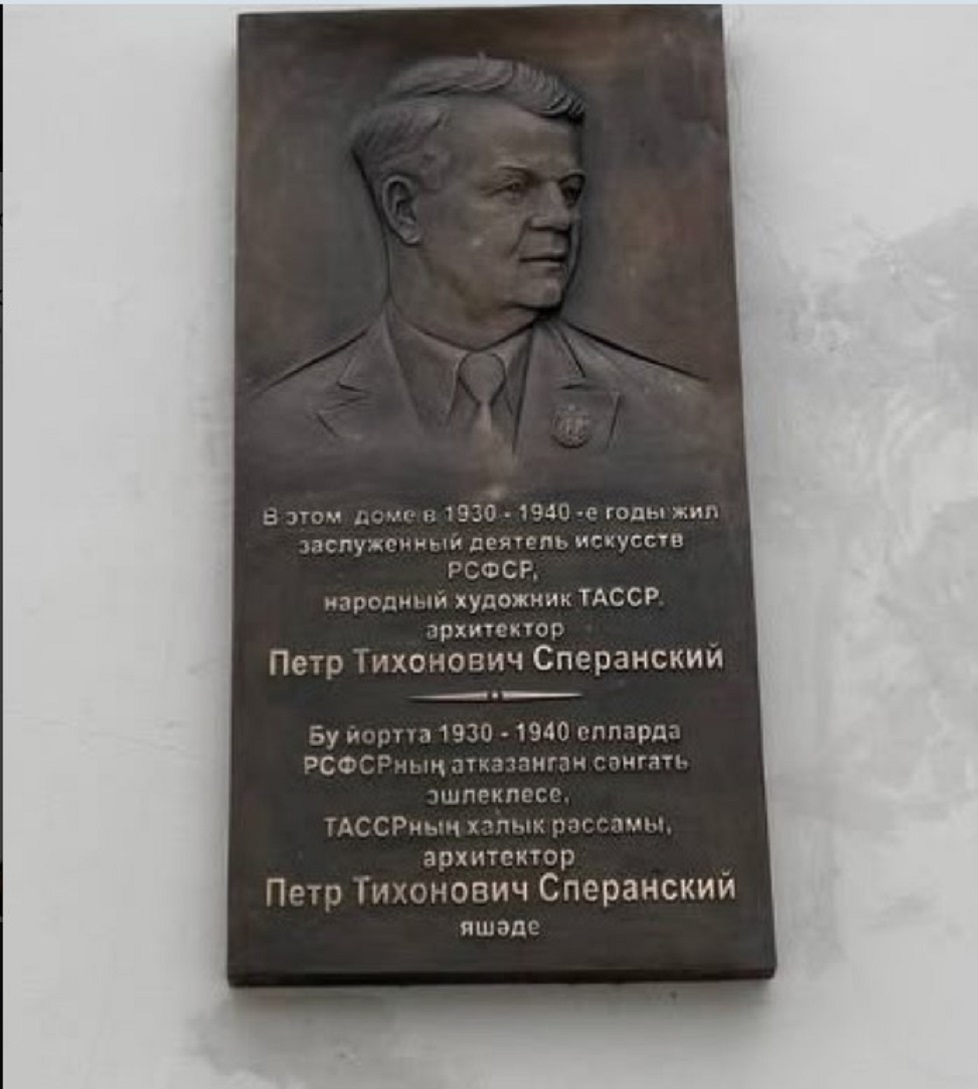 В этом доме в 1930 - 1940 -е годы жил
заслуженный деятель искусств
РСФСР,
народный художник ТАССР.
архитектор
Петр Тихонович Сперанский
Бу йортта 1930 - 1940 елларда
РСФСРның атказанган сәнгать
эшлеклесе,
ТАССРның халык рәссамы,
архитектор
Петр Тихонович Сперанский
яшәде